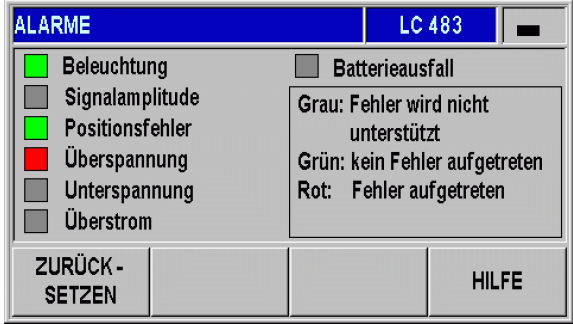 ALARME
LC 483
Beleuchtung
Signalamplitude
Positionsfehler
Überspannung
Unterspannung
Überstrom
Batterieausfall
Grau: Fehler wird nicht
unterstützt
Grün: kein Fehler aufgetreten
Rot: Fehler aufgetreten
ZURÜCK-
SETZEN
HILFE